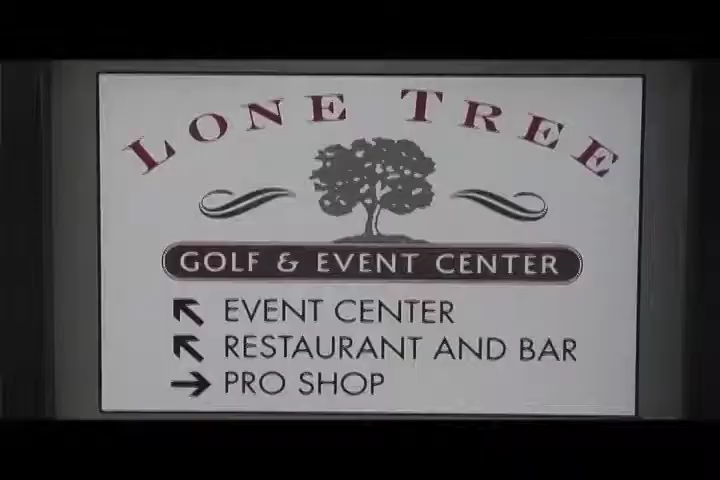 LONE TREE
GOLF & EVENT CENTER
EVENT CENTER
RESTAURANT AND BAR
PRO SHOP